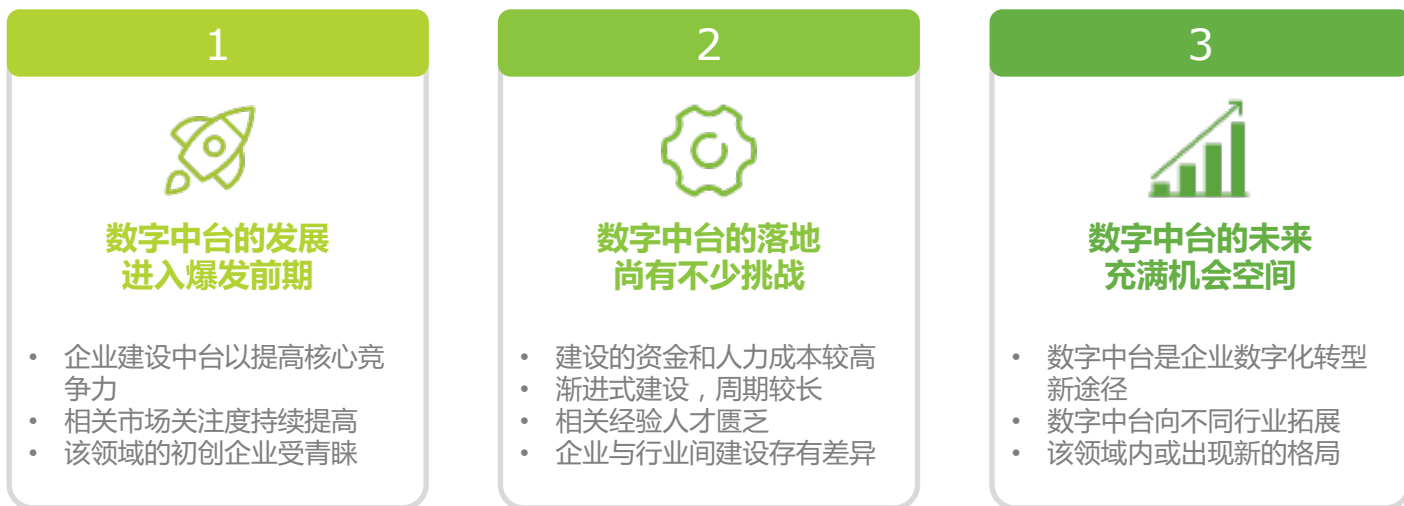 1
数字中台的发展
进入爆发前期
• 企业建设中台以提高核心竞
争力
• 相关市场关注度持续提高
• 该领域的初创企业受青睐
2
数字中台的落地
尚有不少挑战
• 建设的资金和人力成本较高
• 渐进式建设，周期较长
• 相关经验人才匮乏
• 企业与行业间建设存有差异
3
数字中台的未来
充满机会空间
• 数字中台是企业数字化转型
新途径
• 数字中台向不同行业拓展
• 该领域内或出现新的格局